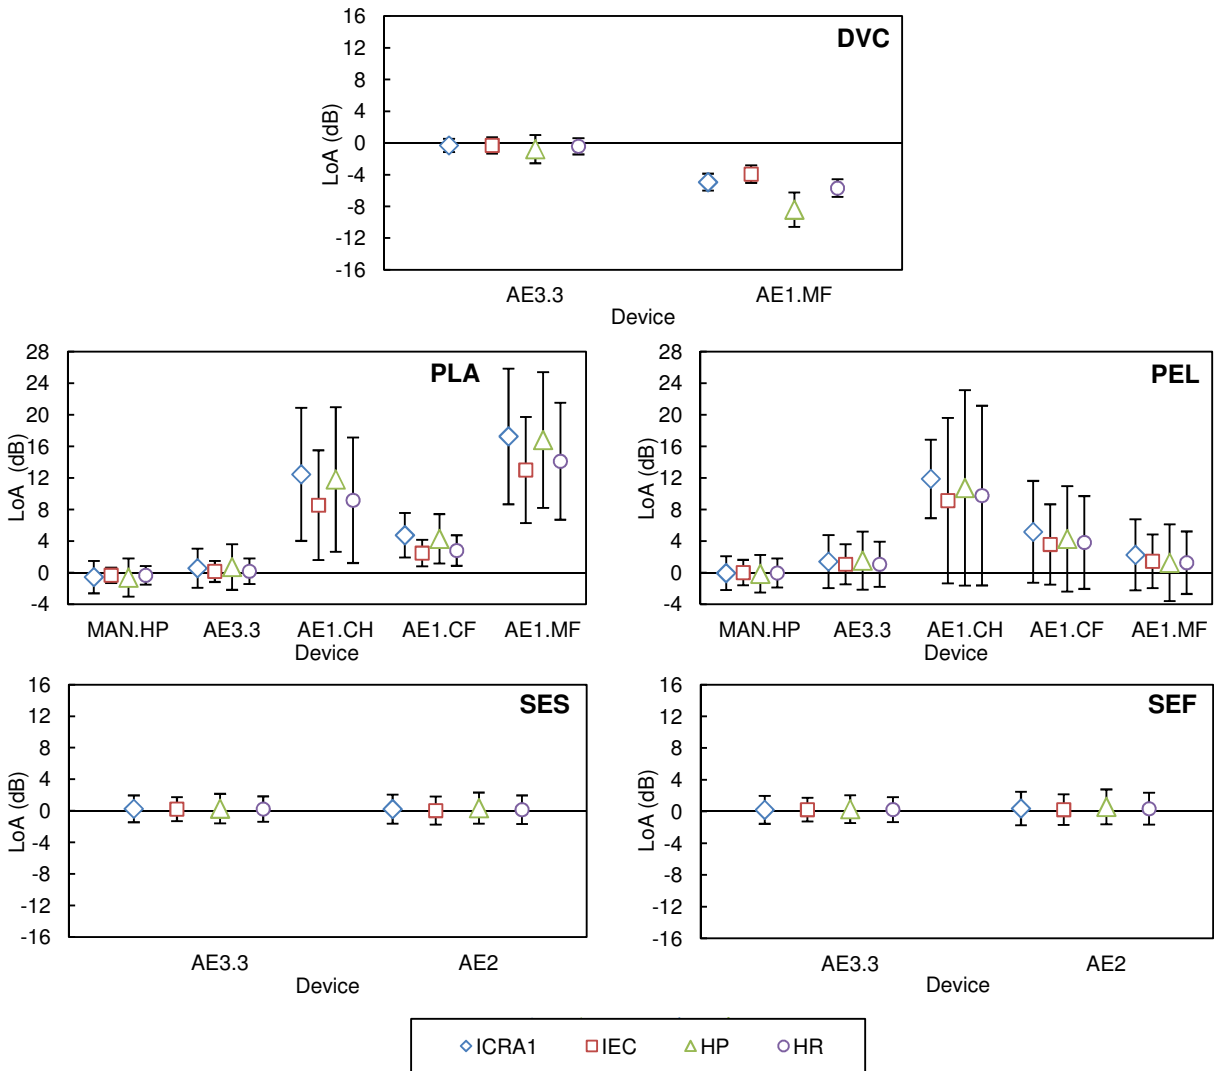 DVC
LoA (dB)
16
12
8
4
0
-4
-8
-12
-16
AE3.3 AE1.MF
Device
PLA
LoA (dB)
28
24
20
16
12
8
4
0
-4
MAN.HP AE3.3 AE1.CH AE1.CF AE1.MF
Device
PEL
LoA (dB)
28
24
20
16
12
8
4
0
-4
MAN.HP AE3.3 AE1.CH AE1.CF AE1.MF
Device
SES
LoA (dB)
16
12
8
4
0
-4
-8
-12
-16
AE3.3 AE2
Device
SEF
LoA (dB)
16
12
8
4
0
-4
-8
-12
-16
AE3.3 AE2
Device
ICRA1 IEC HP HR